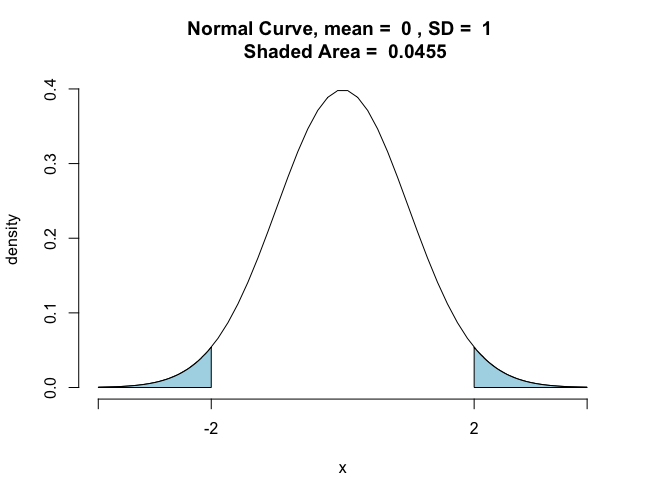 Normal Curve, mean =  0 , SD =  1
Shaded Area =  0.0455
density
0.4
0.3
0.2
0.1
0.0
-2
2
x